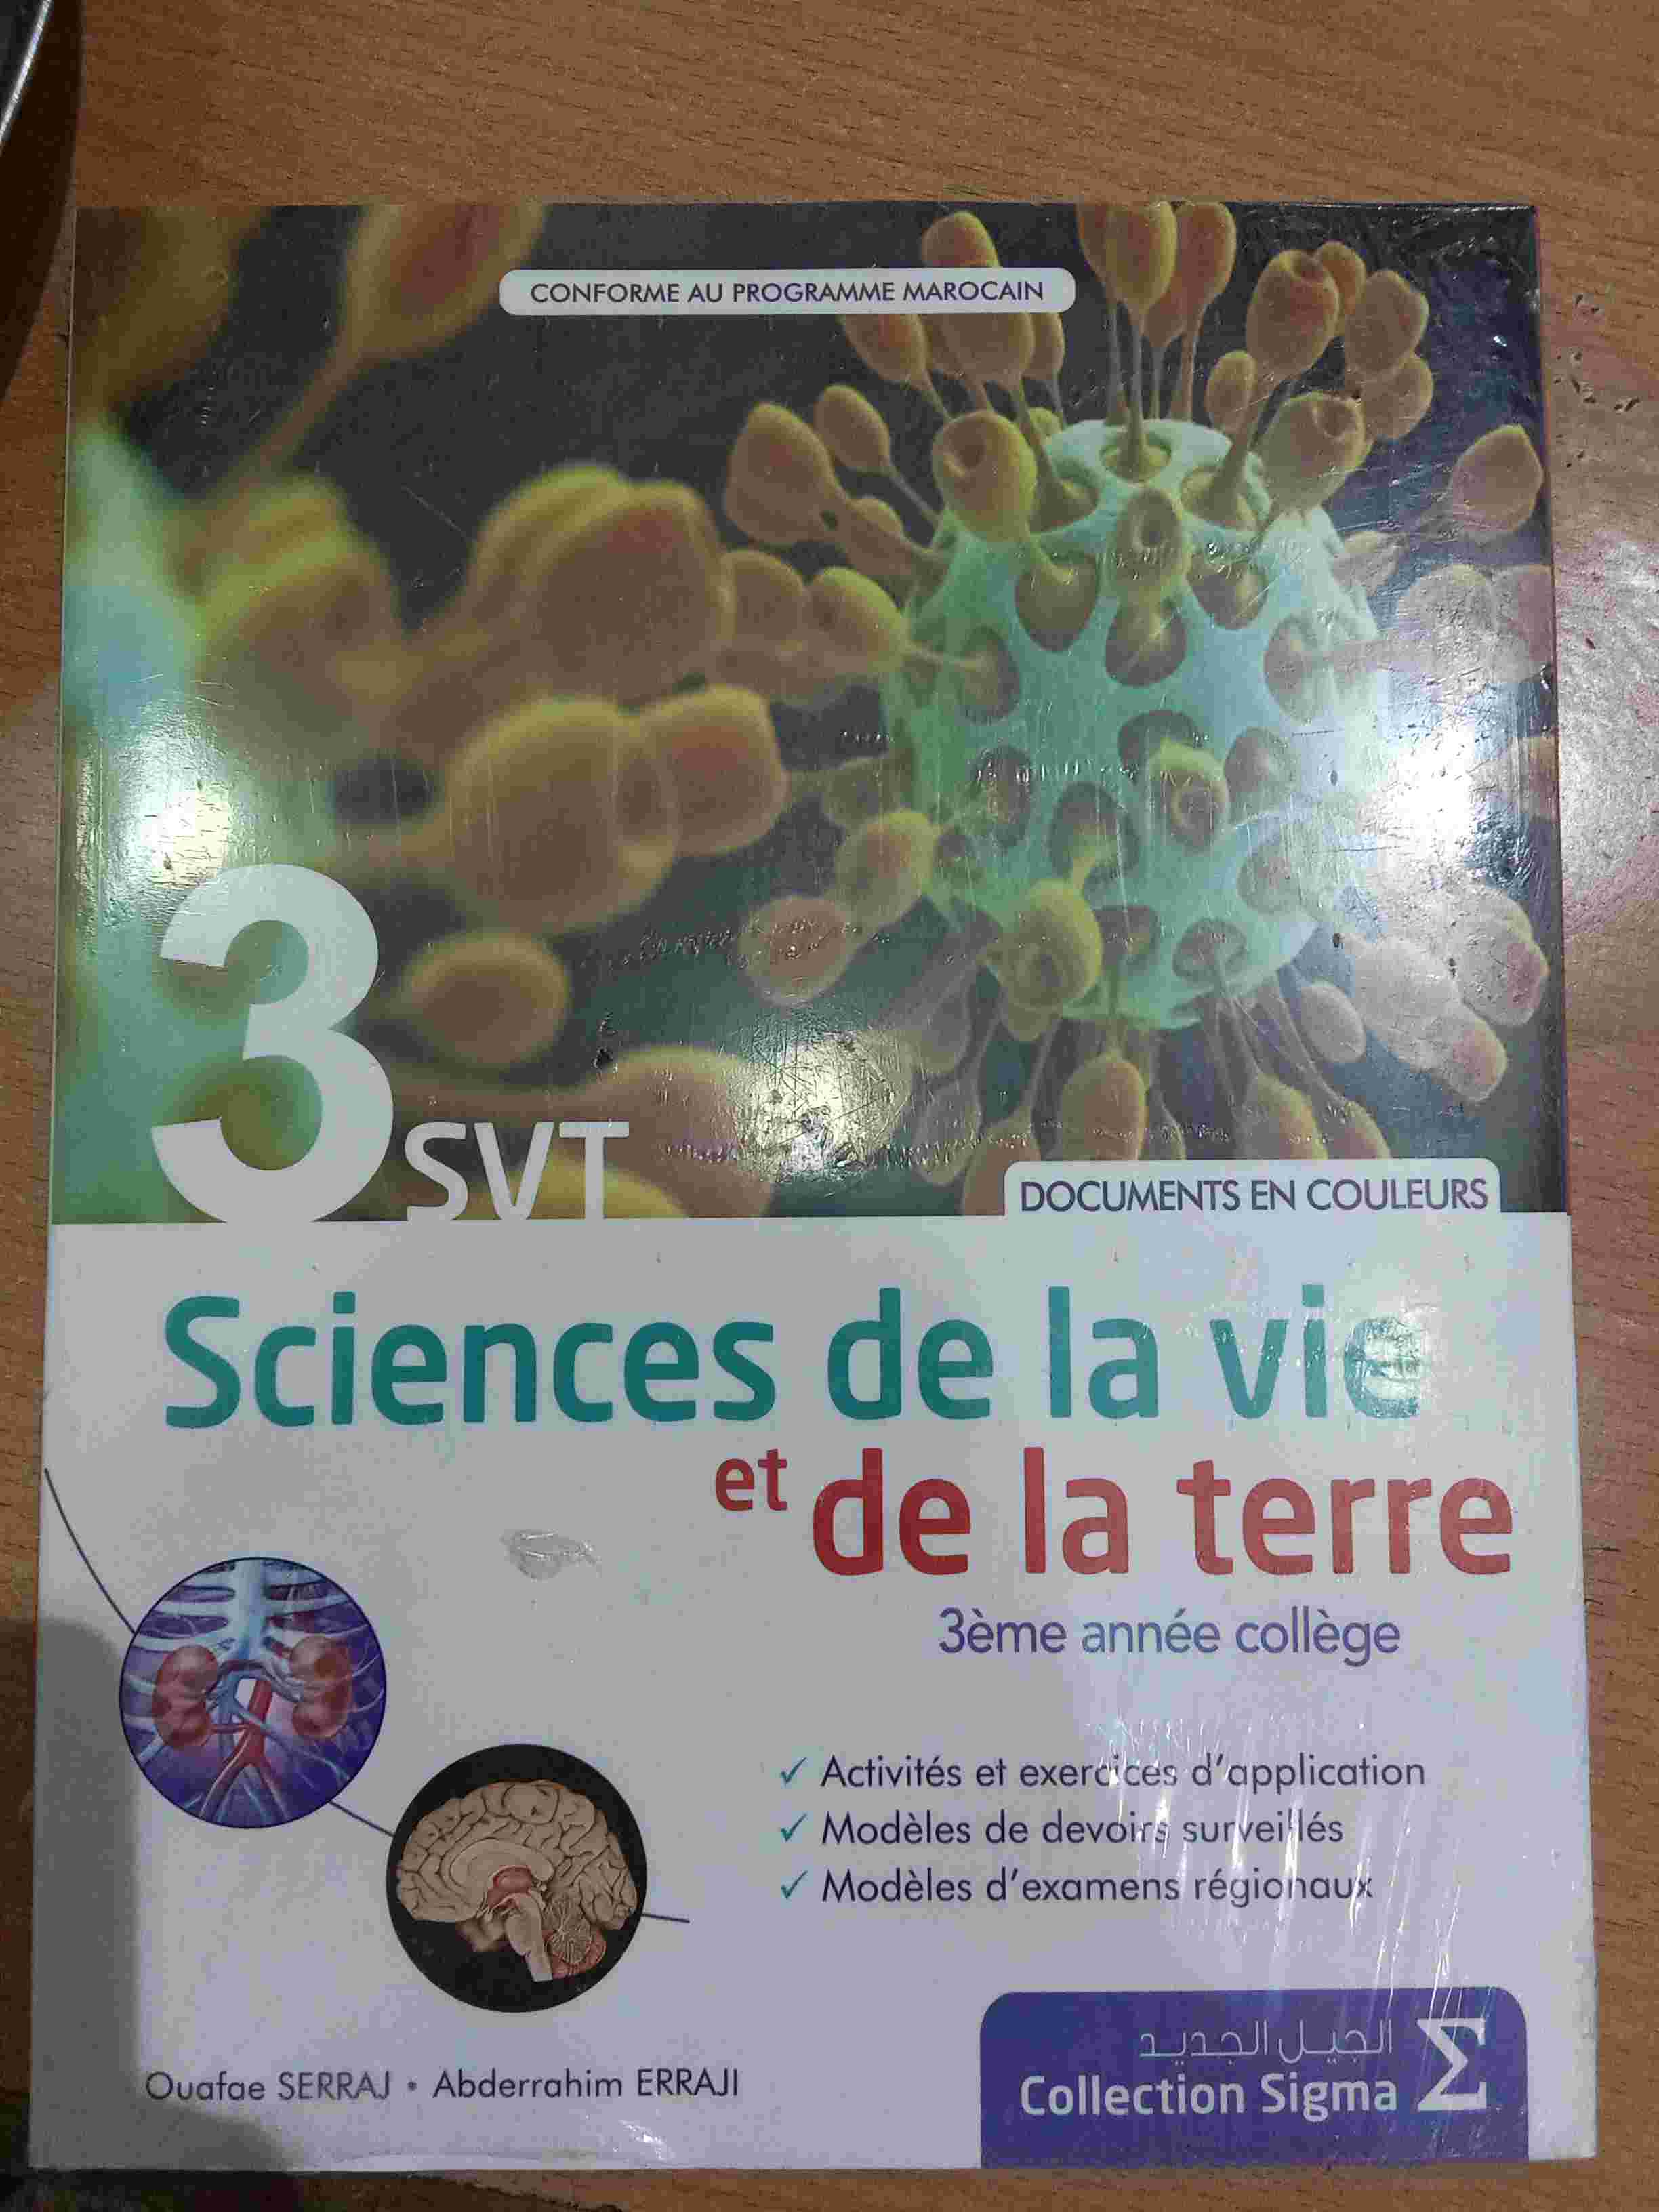 CONFORME AU PROGRAMME MAROCAIN
3 SVT
DOCUMENTS EN COULEURS
Sciences de la vie
et de la terre
3ème année collège
✓ Activités et exercices d'application
✓ Modèles de devoirs surveillés
✓ Modèles d'examens régionaux
Ouafae SERRAJ • Abderrahim ERRAJI
الجيل الجديد
Collection Sigma Σ